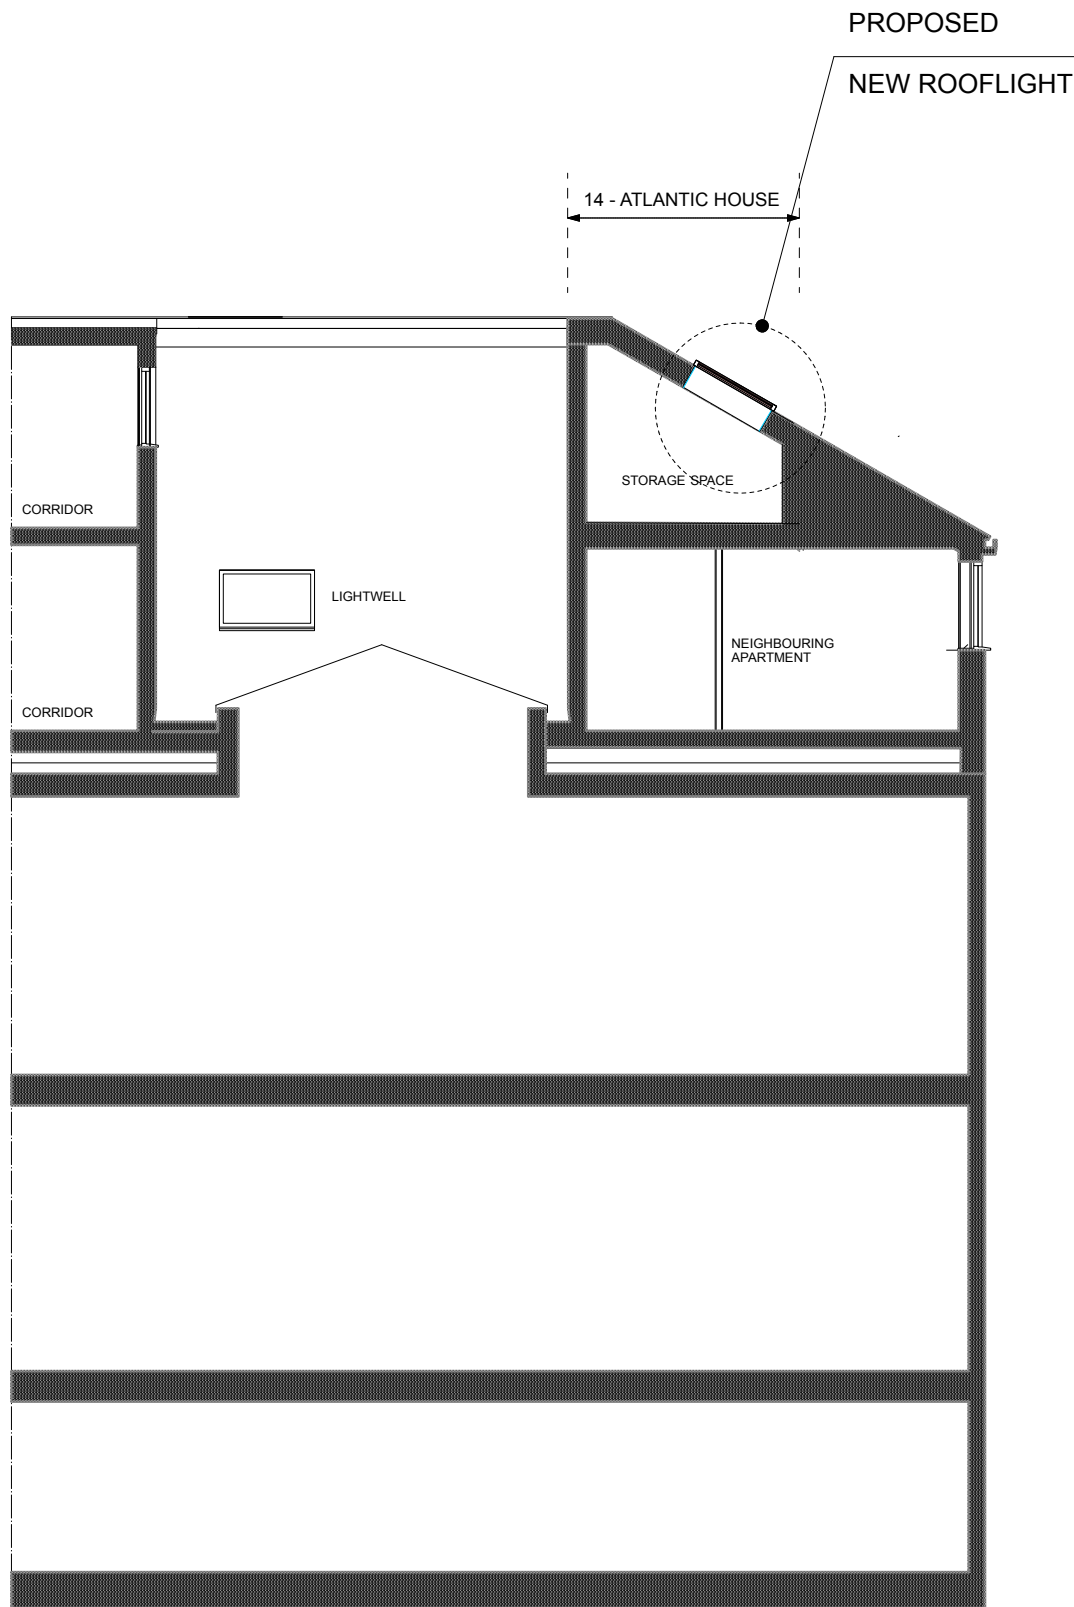 PROPOSED
NEW ROOFLIGHT
14 - ATLANTIC HOUSE
STORAGE SPACE
CORRIDOR
LIGHTWELL
NEIGHBOURING
APARTMENT
CORRIDOR